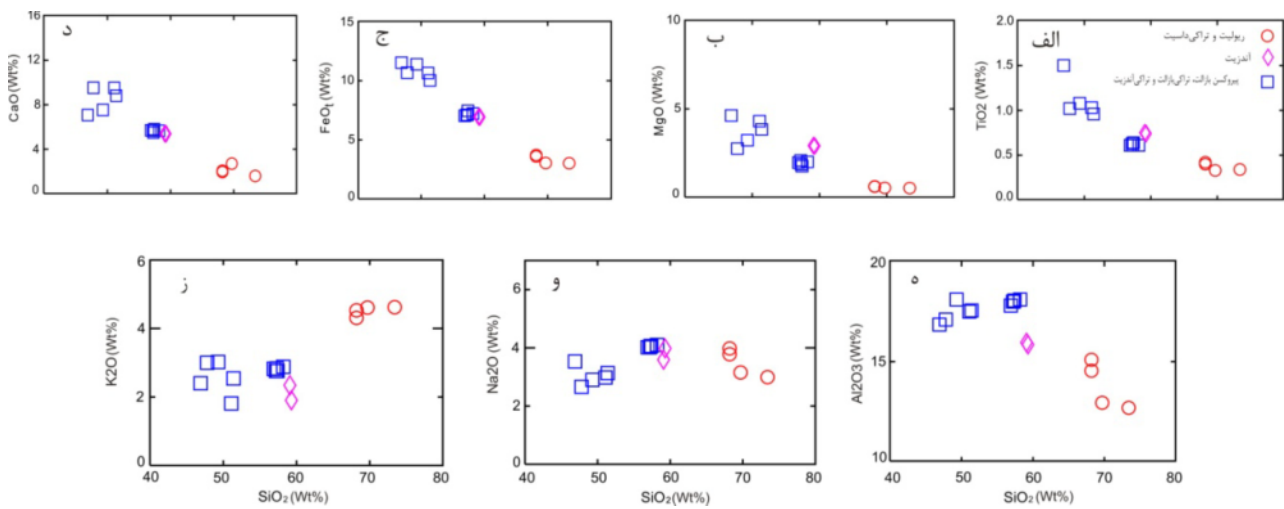 د
CaO (Wt%)
16
12
8
4
0
ج
FeOt (Wt%)
15
10
5
0
ب
MgO (Wt%)
10
5
0
الف
TiO2 (Wt%)
2.0
1.5
1.0
0.5
0.0
ریولیت و تراکی‌داسیت
آندزیت
پیروکسن بازالت، تراکی‌بازالت و تراکی‌آندزیت
ز
K2O (Wt%)
6
4
2
0
40 50 60 70 80
SiO₂ (Wt%)
و
Na2O (Wt%)
6
4
2
0
40 50 60 70 80
SiO₂ (Wt%)
ه
Al2O3 (Wt%)
20
15
10
40 50 60 70 80
SiO₂ (Wt%)